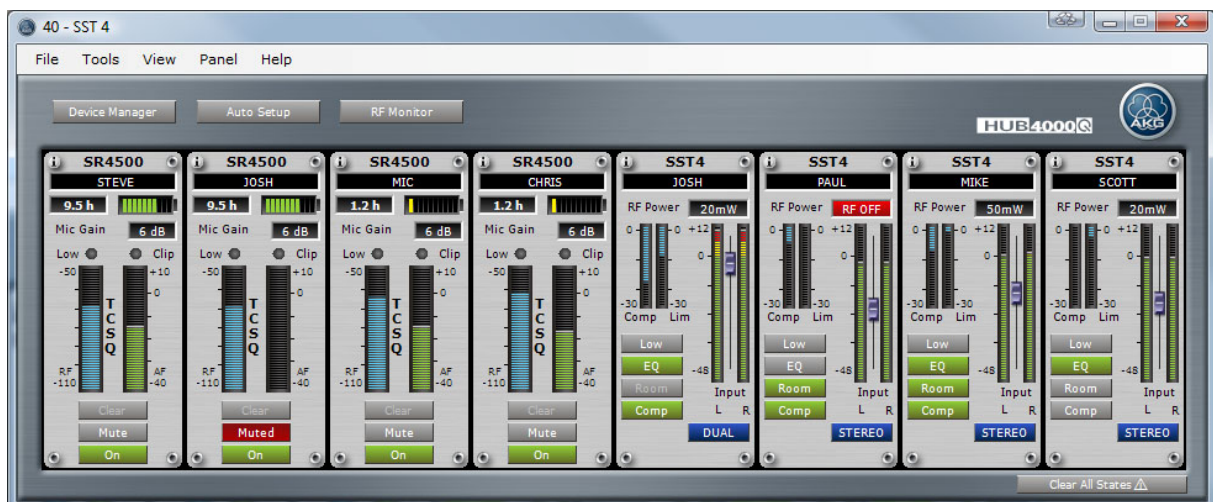 40 - SST 4
File Tools View Panel Help
Device Manager Auto Setup RF Monitor
HUB4000Q AKG
i SR4500 i SR4500 i SR4500 i SR4500 i SST4 i SST4 i SST4 i SST4
STEVE JOSH MIC CHRIS JOSH PAUL MIKE SCOTT
9.5 h 9.5 h 1.2 h 1.2 h RF Power 20mW RF Power RF OFF RF Power 50mW RF Power 20mW
Mic Gain 6 dB Mic Gain 6 dB Mic Gain 6 dB Mic Gain 6 dB 0 0 +12 0 0 +12 0 0 +12 0 0 +12
Low Clip Low Clip Low Clip Low Clip 0 0 0 0
-50 +10 -50 +10 -50 +10 -50 +10
0 0 0 0
T T T T -30 -30 -30 -30 -30 -30 -30 -30
C C C C Comp Lim Comp Lim Comp Lim Comp Lim
S S S S Low Low Low Low
Q Q Q Q EQ EQ EQ EQ
RF AF RF AF RF AF RF AF -48 -48 -48 -48
-110 -40 -110 -40 -110 -40 -110 -40 Room Input Room Input Room Input Room Input
Clear Clear Clear Clear Comp L R Comp L R Comp L R Comp L R
Mute Muted Mute Mute DUAL STEREO STEREO STEREO
On On On On
Clear All States